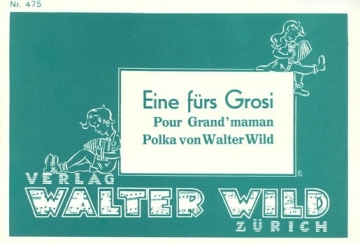 Nr. 475
Eine fürs Grosi
Pour Grand'maman
Polka von Walter Wild
VERLAG
WALTER WILD
ZÜRICH